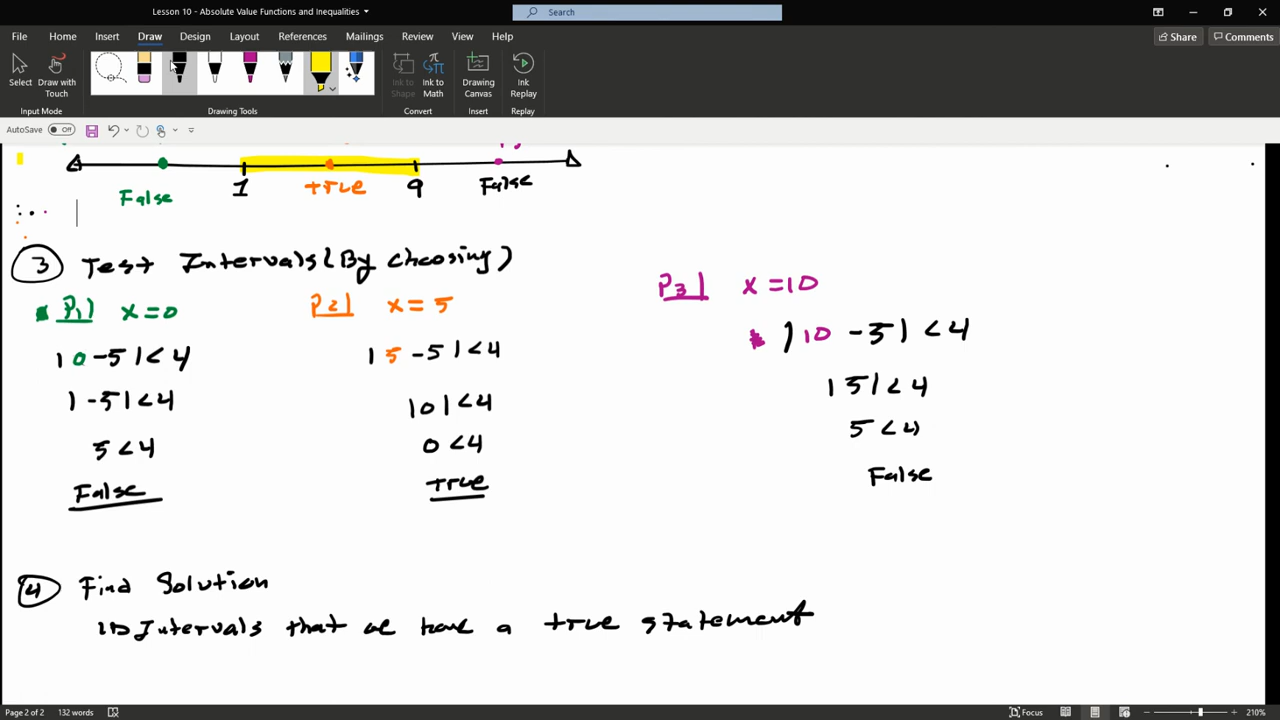 Lesson 10 - Absolute Value Functions and Inequalities
Search
File Home Insert Draw Design Layout References Mailings Review View Help
Share Comments
Select
Draw with Touch
Ink to Shape
Ink to Math
Drawing Canvas
Ink Replay
Input Mode Drawing Tools Convert Insert Replay
AutoSave Off
False 1 true 9 False
3 Test Intervals (By choosing)
P1) x=0
|0-5|<4
|-5|<4
5<4
False
P2) x=5
|5-5|<4
|0|<4
0<4
true
P3) x=10
|10-5|<4
|5|<4
5<4
False
4 Find Solution
Intervals that we have a true statement
Page 2 of 2 132 words Focus 210%